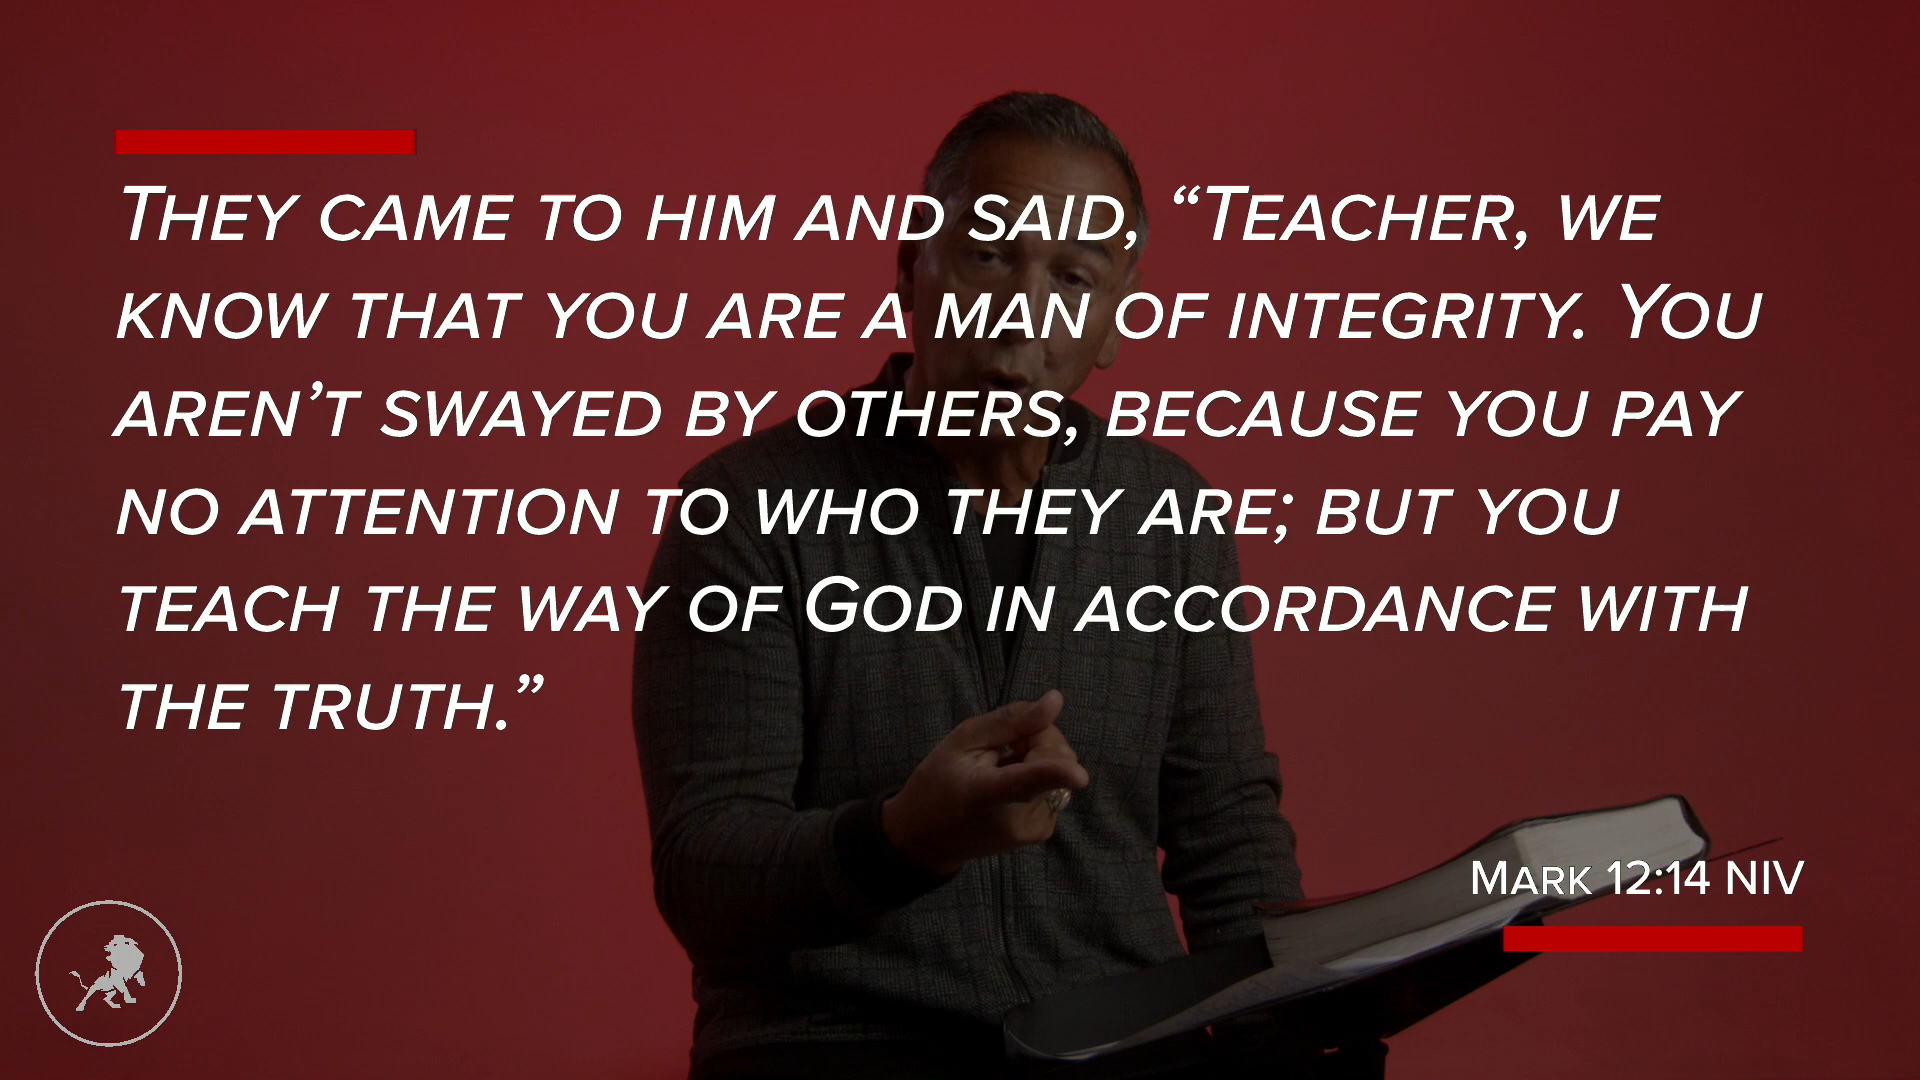 They came to him and said, “Teacher, we
know that you are a man of integrity. You
aren’t swayed by others, because you pay
no attention to who they are; but you
teach the way of God in accordance with
the truth.”
Mark 12:14 NIV